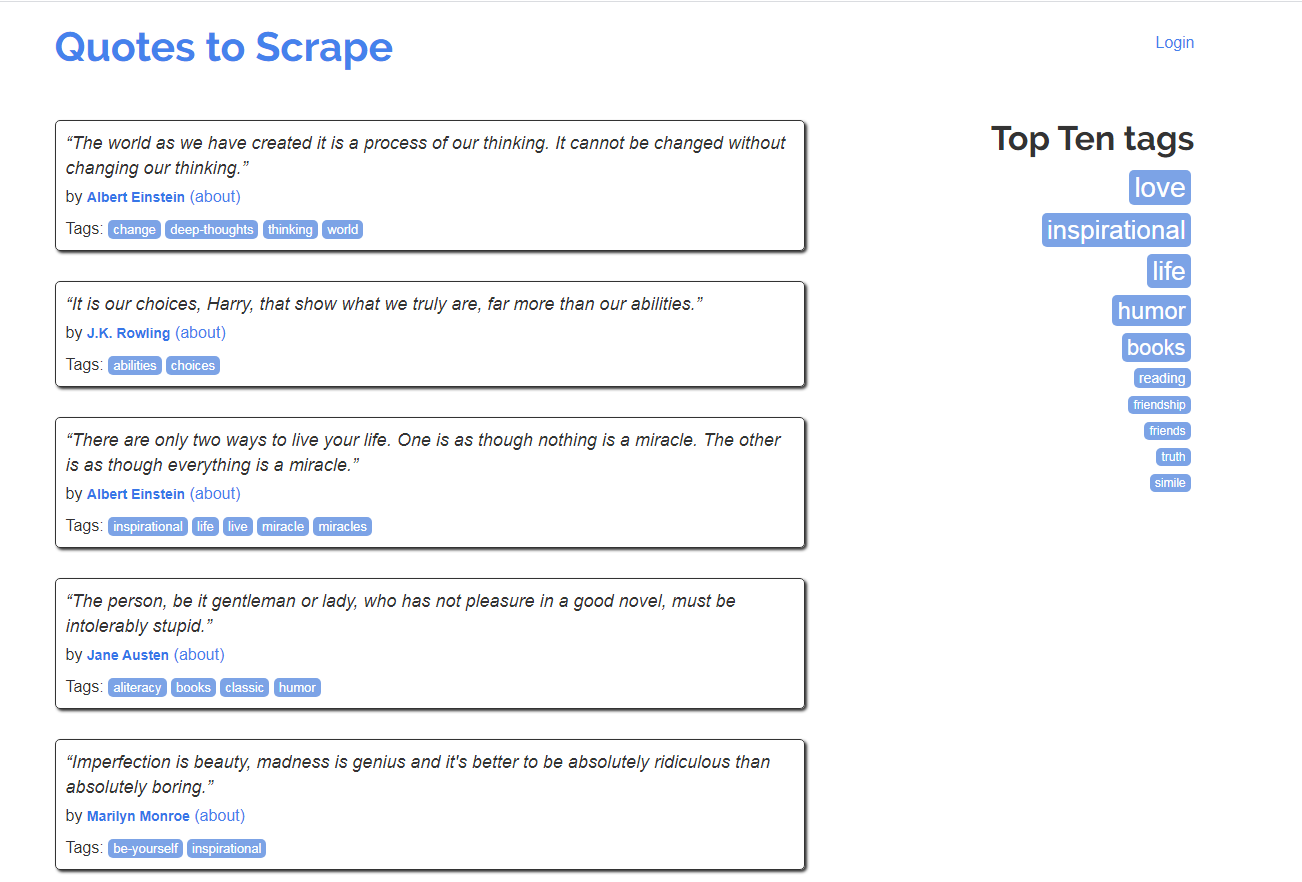 Quotes to Scrape
Login
“The world as we have created it is a process of our thinking. It cannot be changed without
changing our thinking.”
by Albert Einstein (about)
Tags: change deep-thoughts thinking world
“It is our choices, Harry, that show what we truly are, far more than our abilities.”
by J.K. Rowling (about)
Tags: abilities choices
“There are only two ways to live your life. One is as though nothing is a miracle. The other
is as though everything is a miracle.”
by Albert Einstein (about)
Tags: inspirational life live miracle miracles
“The person, be it gentleman or lady, who has not pleasure in a good novel, must be
intolerably stupid.”
by Jane Austen (about)
Tags: aliteracy books classic humor
“Imperfection is beauty, madness is genius and it's better to be absolutely ridiculous than
absolutely boring.”
by Marilyn Monroe (about)
Tags: be-yourself inspirational
Top Ten tags
love
inspirational
life
humor
books
reading
friendship
friends
truth
simile